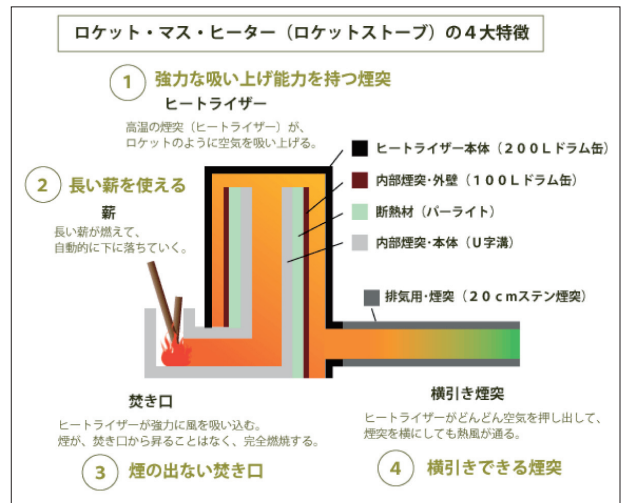 ロケット・マス・ヒーター（ロケットストーブ）の４大特徴
1 強力な吸い上げ能力を持つ煙突
ヒートライザー
高温の煙突（ヒートライザー）が、
ロケットのように空気を吸い上げる。
ヒートライザー本体（２００Ｌドラム缶）
内部煙突・外壁（１００Ｌドラム缶）
断熱材（パーライト）
内部煙突・本体（Ｕ字溝）
2 長い薪を使える
薪
長い薪が燃えて、
自動的に下に落ちていく。
排気用・煙突（２０ｃｍステン煙突）
焚き口
ヒートライザーが強力に風を吸い込む。
煙が、焚き口から昇ることはなく、完全燃焼する。
3 煙の出ない焚き口
横引き煙突
ヒートライザーがどんどん空気を押し出して、
煙突を横にしても熱風が通る。
4 横引きできる煙突